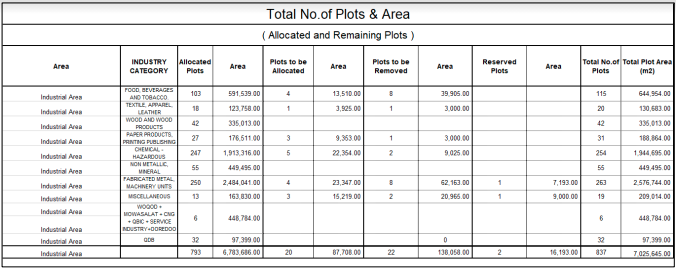 Total No.of Plots & Area
( Allocated and Remaining Plots )
Area INDUSTRY CATEGORY Allocated Plots Area Plots to be Allocated Area Plots to be Removed Area Reserved Plots Area Total No.of Plots Total Plot Area (m2)
Industrial Area FOOD, BEVERAGES AND TOBACCO 103 591,539.00 4 13,510.00 8 39,905.00 115 644,954.00
Industrial Area TEXTILE, APPAREL, LEATHER 18 123,758.00 1 3,925.00 1 3,000.00 20 130,683.00
Industrial Area WOOD AND WOOD PRODUCTS 42 335,013.00 42 335,013.00
Industrial Area PAPER PRODUCTS, PRINTING PUBLISHING 27 176,511.00 3 9,353.00 1 3,000.00 31 188,864.00
Industrial Area CHEMICAL - HAZARDOUS 247 1,913,316.00 5 22,354.00 2 9,025.00 254 1,944,695.00
Industrial Area NON METALLIC, MINERAL 55 449,495.00 55 449,495.00
Industrial Area FABRICATED METAL, MACHINERY UNITS 250 2,484,041.00 4 23,347.00 8 62,163.00 1 7,193.00 263 2,576,744.00
Industrial Area MISCELLANEOUS 13 163,830.00 3 15,219.00 2 20,965.00 1 9,000.00 19 209,014.00
Industrial Area
Industrial Area WOQOD + MOWASALAT + CNG + QBIC + SERVICE INDUSTRY +OOREDOO 6 448,784.00 6 448,784.00
Industrial Area QDB 32 97,399.00 0 32 97,399.00
Industrial Area 793 6,783,686.00 20 87,708.00 22 138,058.00 2 16,193.00 837 7,025,645.00